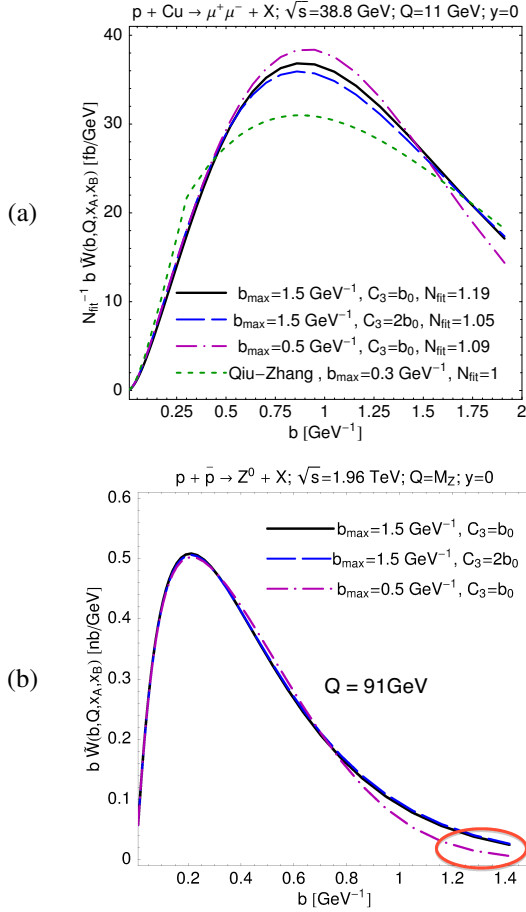 p + Cu → μ⁺μ⁻ + X; √s=38.8 GeV; Q=11 GeV; y=0
(a)
N_fit⁻¹ b W̃(b,Q,x_A,x_B) [fb/GeV]
40
30
20
10
0
b_max=1.5 GeV⁻¹, C₃=b₀, N_fit=1.19
b_max=1.5 GeV⁻¹, C₃=2b₀, N_fit=1.05
b_max=0.5 GeV⁻¹, C₃=b₀, N_fit=1.09
Qiu−Zhang , b_max=0.3 GeV⁻¹, N_fit=1
0.25 0.5 0.75 1 1.25 1.5 1.75 2
b [GeV⁻¹]
p + p̄ → Z⁰ + X; √s=1.96 TeV; Q=M_Z; y=0
(b)
b W̃(b,Q,x_A,x_B) [nb/GeV]
0.6
0.5
0.4
0.3
0.2
0.1
0
b_max=1.5 GeV⁻¹, C₃=b₀
b_max=1.5 GeV⁻¹, C₃=2b₀
b_max=0.5 GeV⁻¹, C₃=b₀
Q = 91GeV
0.2 0.4 0.6 0.8 1 1.2 1.4
b [GeV⁻¹]